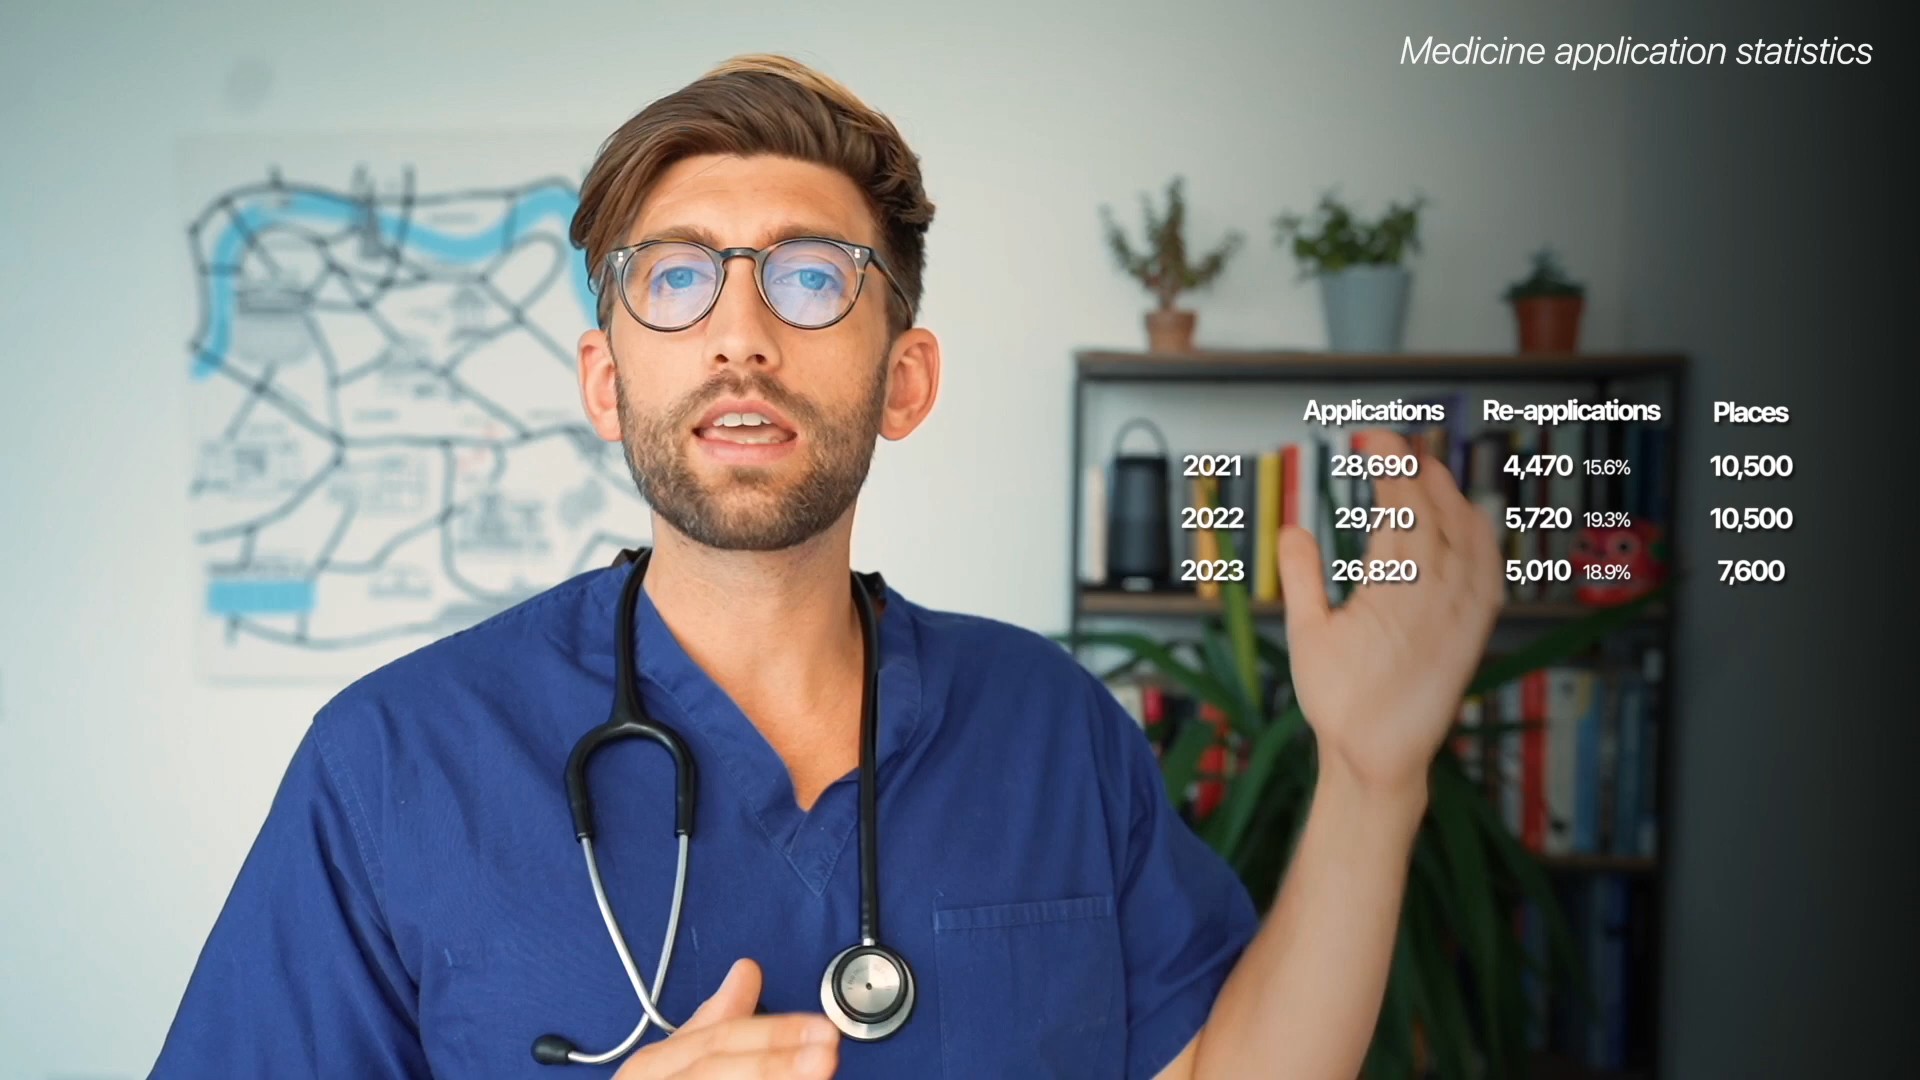 Medicine application statistics
Applications Re-applications Places
2021 28,690 4,470 15.6% 10,500
2022 29,710 5,720 19.3% 10,500
2023 26,820 5,010 18.9% 7,600